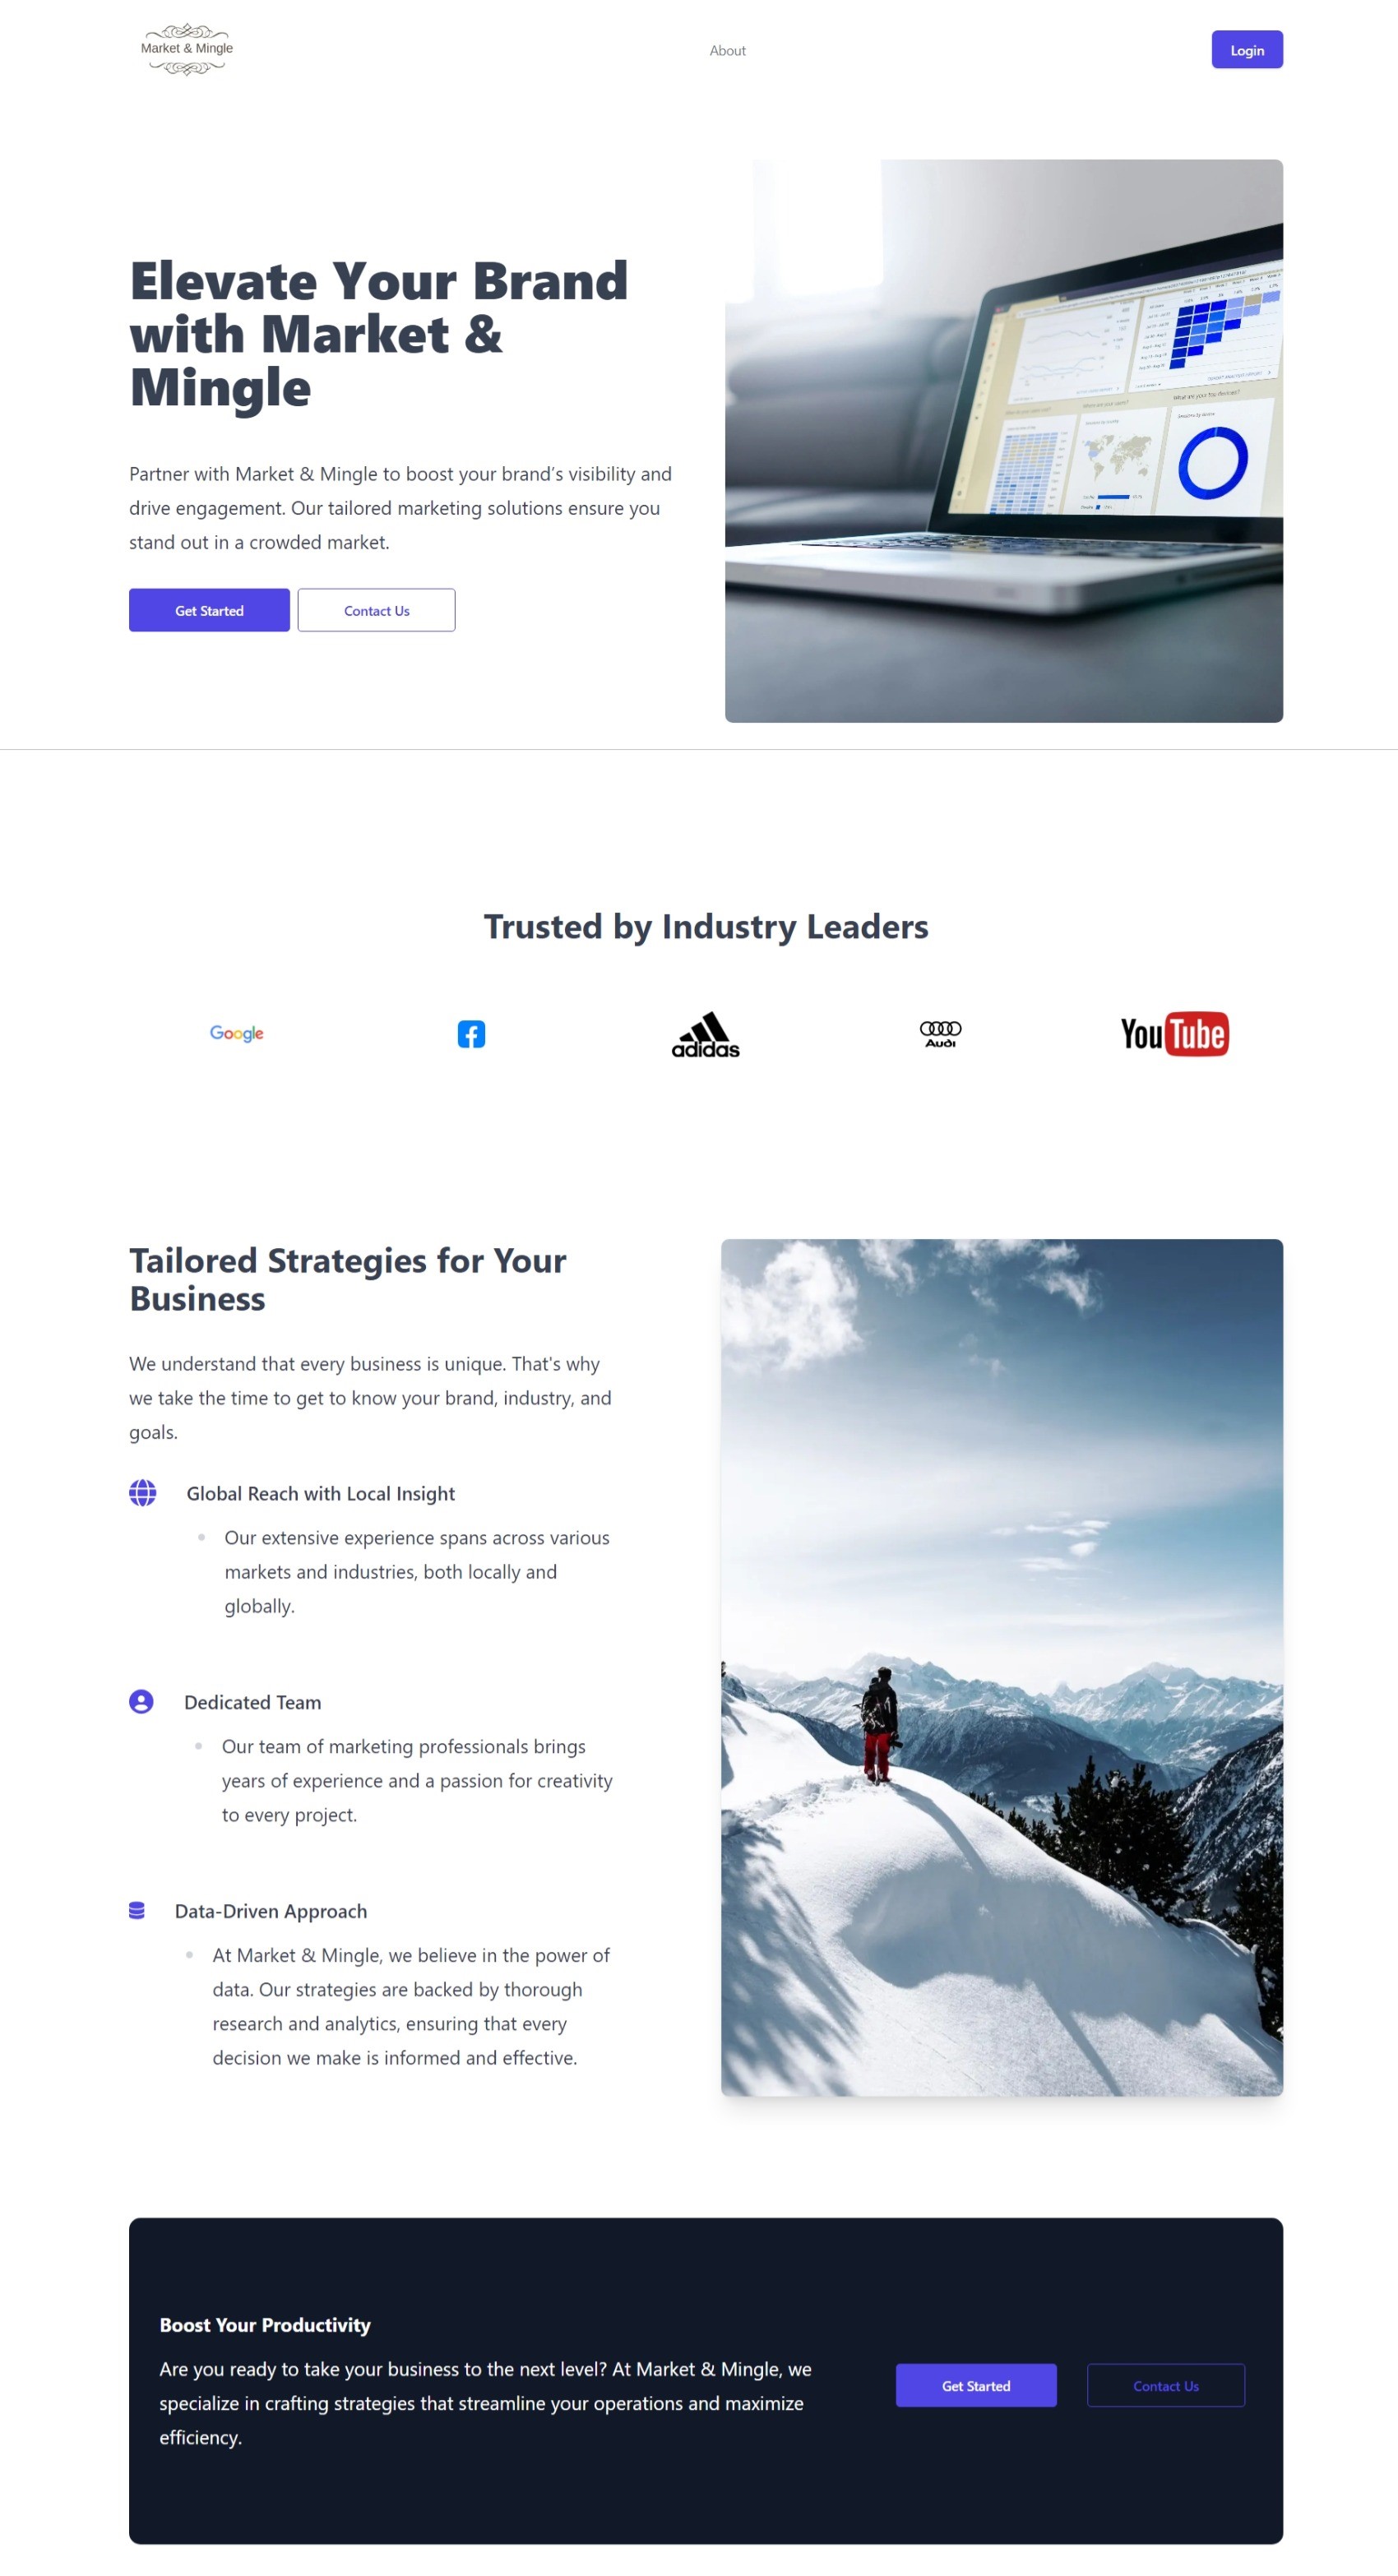 Market & Mingle
About
Login
Elevate Your Brand
with Market &
Mingle
Partner with Market & Mingle to boost your brand's visibility and
drive engagement. Our tailored marketing solutions ensure you
stand out in a crowded market.
Get Started
Contact Us
Trusted by Industry Leaders
Google
adidas
Audi
YouTube
Tailored Strategies for Your
Business
We understand that every business is unique. That's why
we take the time to get to know your brand, industry, and
goals.
Global Reach with Local Insight
Our extensive experience spans across various
markets and industries, both locally and
globally.
Dedicated Team
Our team of marketing professionals brings
years of experience and a passion for creativity
to every project.
Data-Driven Approach
At Market & Mingle, we believe in the power of
data. Our strategies are backed by thorough
research and analytics, ensuring that every
decision we make is informed and effective.
Boost Your Productivity
Are you ready to take your business to the next level? At Market & Mingle, we
specialize in crafting strategies that streamline your operations and maximize
efficiency.
Get Started
Contact Us